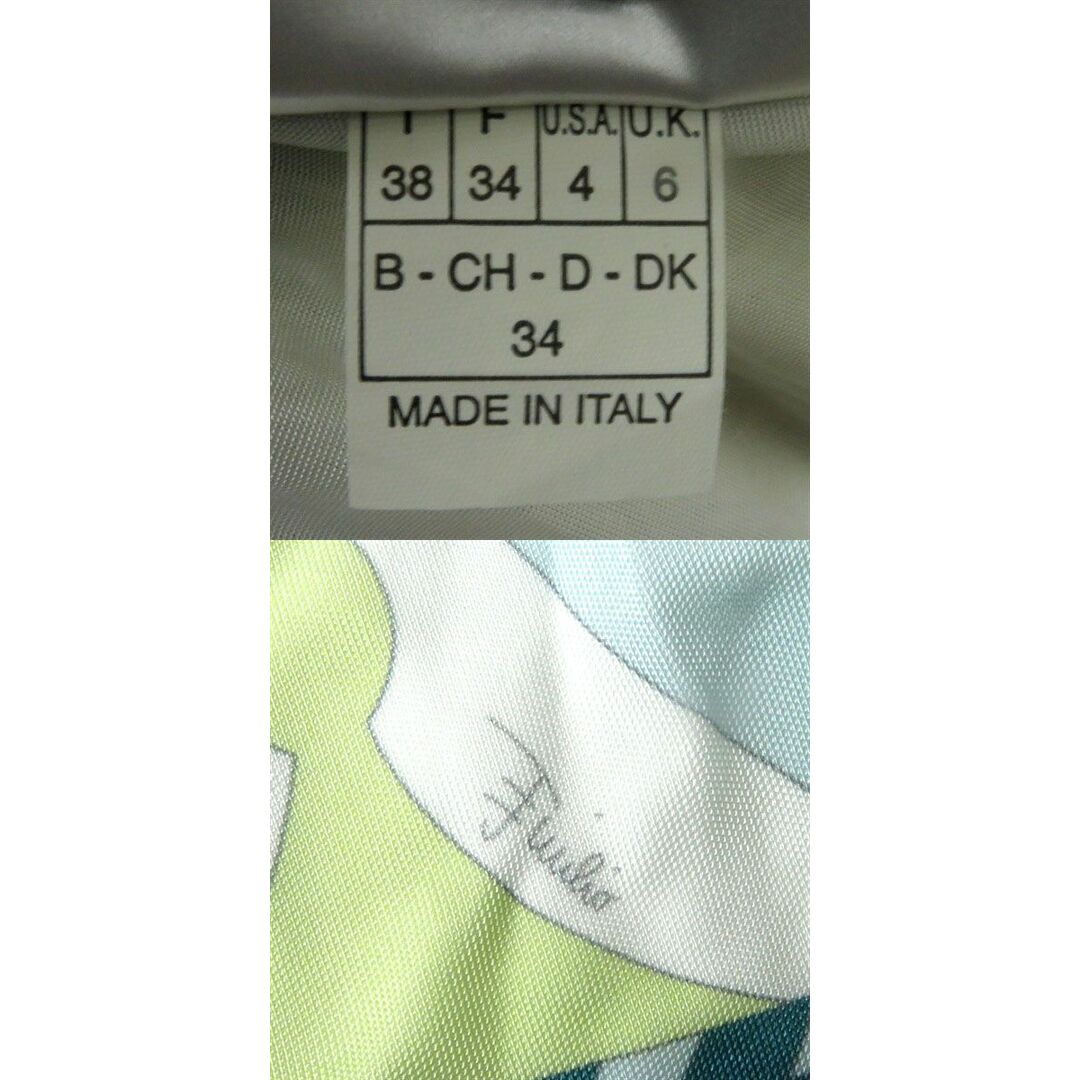 I F U.S.A. U.K.
38 34 4 6
B - CH - D - DK
34
MADE IN ITALY
Emilio